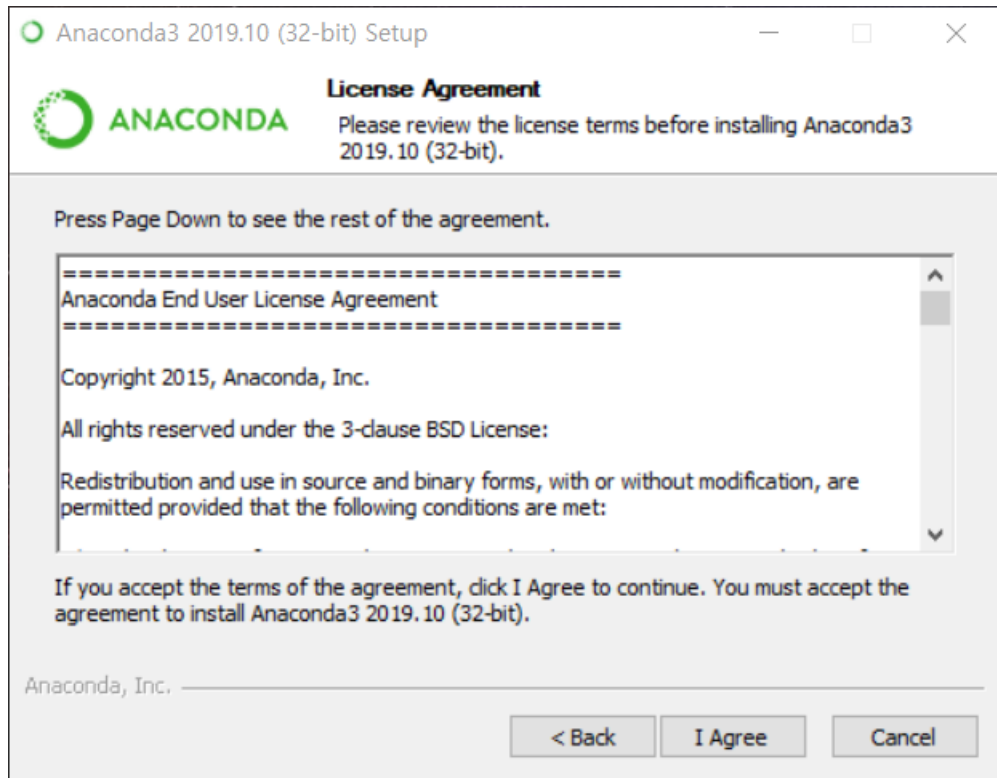 Anaconda3 2019.10 (32-bit) Setup
ANACONDA
License Agreement
Please review the license terms before installing Anaconda3
2019.10 (32-bit).
Press Page Down to see the rest of the agreement.
====================================
Anaconda End User License Agreement
====================================
Copyright 2015, Anaconda, Inc.
All rights reserved under the 3-clause BSD License:
Redistribution and use in source and binary forms, with or without modification, are
permitted provided that the following conditions are met:
If you accept the terms of the agreement, click I Agree to continue. You must accept the
agreement to install Anaconda3 2019.10 (32-bit).
Anaconda, Inc.
< Back
I Agree
Cancel